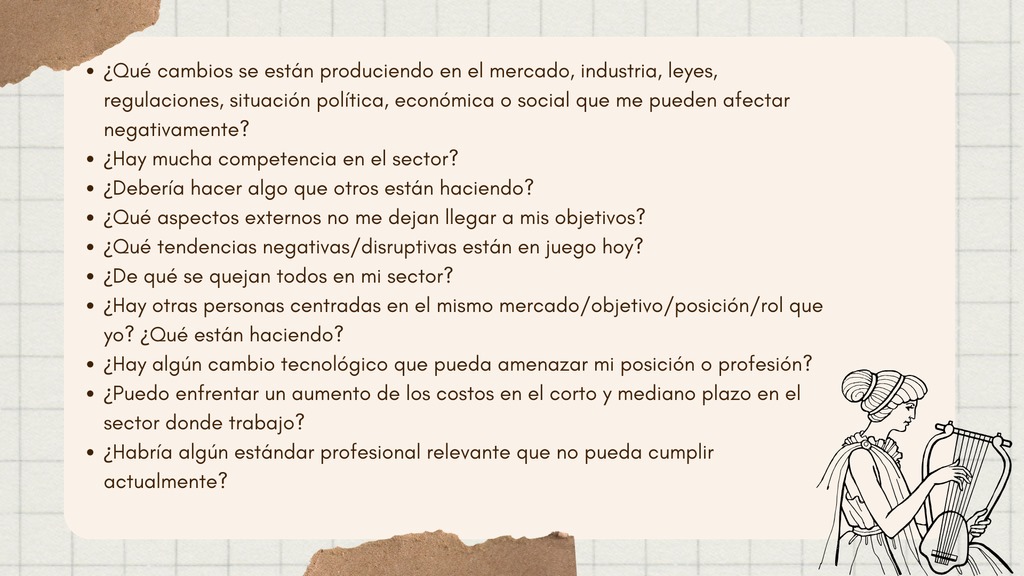 • ¿Qué cambios se están produciendo en el mercado, industria, leyes,
regulaciones, situación política, económica o social que me pueden afectar
negativamente?
• ¿Hay mucha competencia en el sector?
• ¿Debería hacer algo que otros están haciendo?
• ¿Qué aspectos externos no me dejan llegar a mis objetivos?
• ¿Qué tendencias negativas/disruptivas están en juego hoy?
• ¿De qué se quejan todos en mi sector?
• ¿Hay otras personas centradas en el mismo mercado/objetivo/posición/rol que
yo? ¿Qué están haciendo?
• ¿Hay algún cambio tecnológico que pueda amenazar mi posición o profesión?
• ¿Puedo enfrentar un aumento de los costos en el corto y mediano plazo en el
sector donde trabajo?
• ¿Habría algún estándar profesional relevante que no pueda cumplir
actualmente?